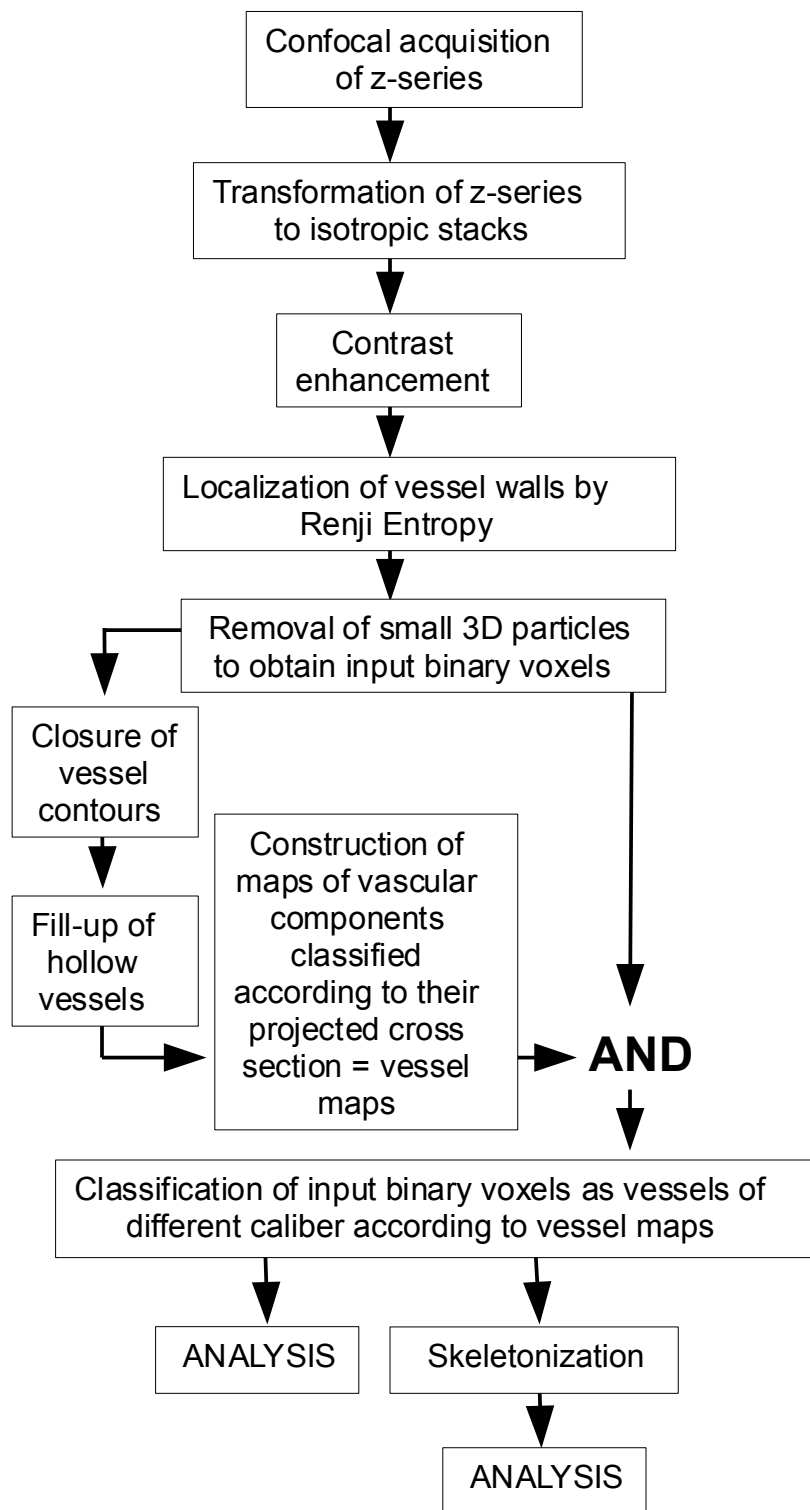 Confocal acquisition
of z-series
Transformation of z-series
to isotropic stacks
Contrast
enhancement
Localization of vessel walls by
Renji Entropy
Removal of small 3D particles
to obtain input binary voxels
Closure of
vessel
contours
Fill-up of
hollow
vessels
Construction of
maps of vascular
components
classified
according to their
projected cross
section = vessel
maps
AND
Classification of input binary voxels as vessels of
different caliber according to vessel maps
ANALYSIS
Skeletonization
ANALYSIS